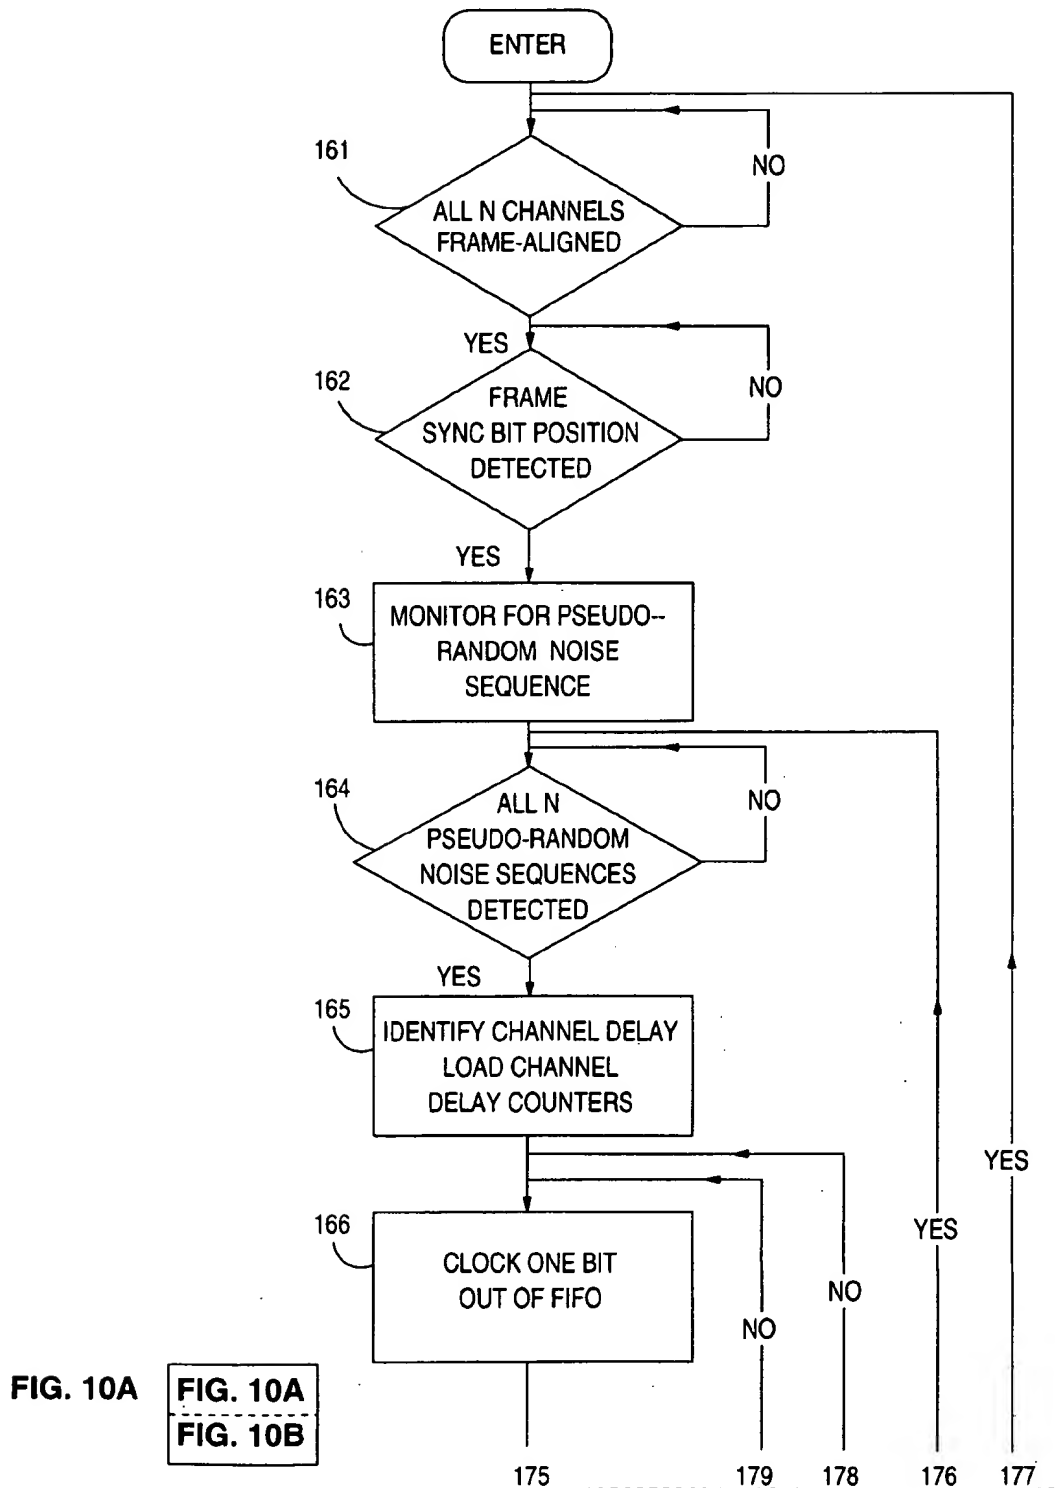 ENTER
161
NO
ALL N CHANNELS
FRAME-ALIGNED
YES
162
NO
FRAME
SYNC BIT POSITION
DETECTED
YES
163
MONITOR FOR PSEUDO--
RANDOM NOISE
SEQUENCE
164
NO
ALL N
PSEUDO-RANDOM
NOISE SEQUENCES
DETECTED
YES
165
IDENTIFY CHANNEL DELAY
LOAD CHANNEL
DELAY COUNTERS
YES
166
YES
CLOCK ONE BIT
OUT OF FIFO
NO
NO
FIG. 10A
FIG. 10A
FIG. 10B
175
179
178
176
177